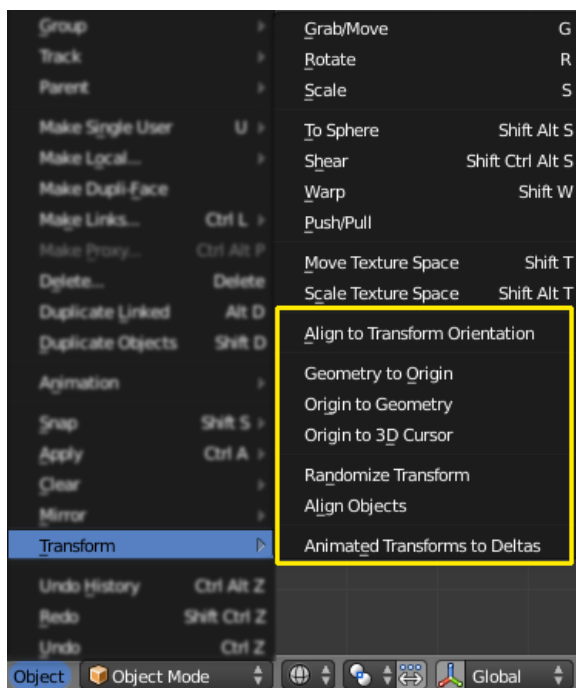 Group
Track
Parent
Make Single User U
Make Local...
Make Dupli-Face
Make Links... Ctrl L
Make Proxy... Ctrl Alt P
Delete... Delete
Duplicate Linked Alt D
Duplicate Objects Shift D
Animation
Snap Shift S
Apply Ctrl A
Clear
Mirror
Transform
Undo History Ctrl Alt Z
Redo Shift Ctrl Z
Undo Ctrl Z
Grab/Move G
Rotate R
Scale S
To Sphere Shift Alt S
Shear Shift Ctrl Alt S
Warp Shift W
Push/Pull
Move Texture Space Shift T
Scale Texture Space Shift Alt T
Align to Transform Orientation
Geometry to Origin
Origin to Geometry
Origin to 3D Cursor
Randomize Transform
Align Objects
Animated Transforms to Deltas
Object Object Mode Global